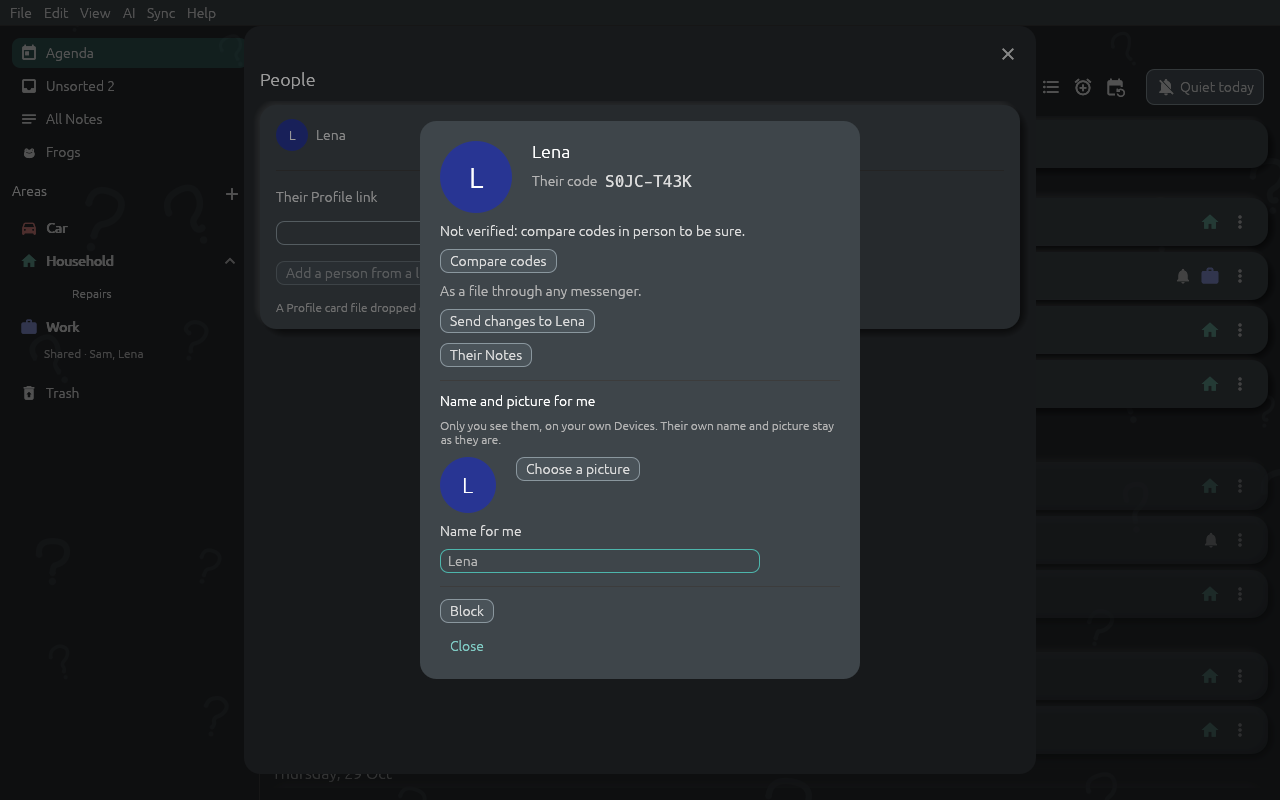 File Edit View AI Sync Help
Agenda
Unsorted 2
All Notes
Frogs
Areas
Car
Household
Repairs
Work
Shared · Sam, Lena
Trash
People
L Lena
Their Profile link
Add a person from a
A Profile card file dropped
Quiet today
L
Lena
Their code S0JC-T43K
Not verified: compare codes in person to be sure.
Compare codes
As a file through any messenger.
Send changes to Lena
Their Notes
Name and picture for me
Only you see them, on your own Devices. Their own name and picture stay
as they are.
L
Choose a picture
Name for me
Lena
Block
Close
Thursday, 29 Oct